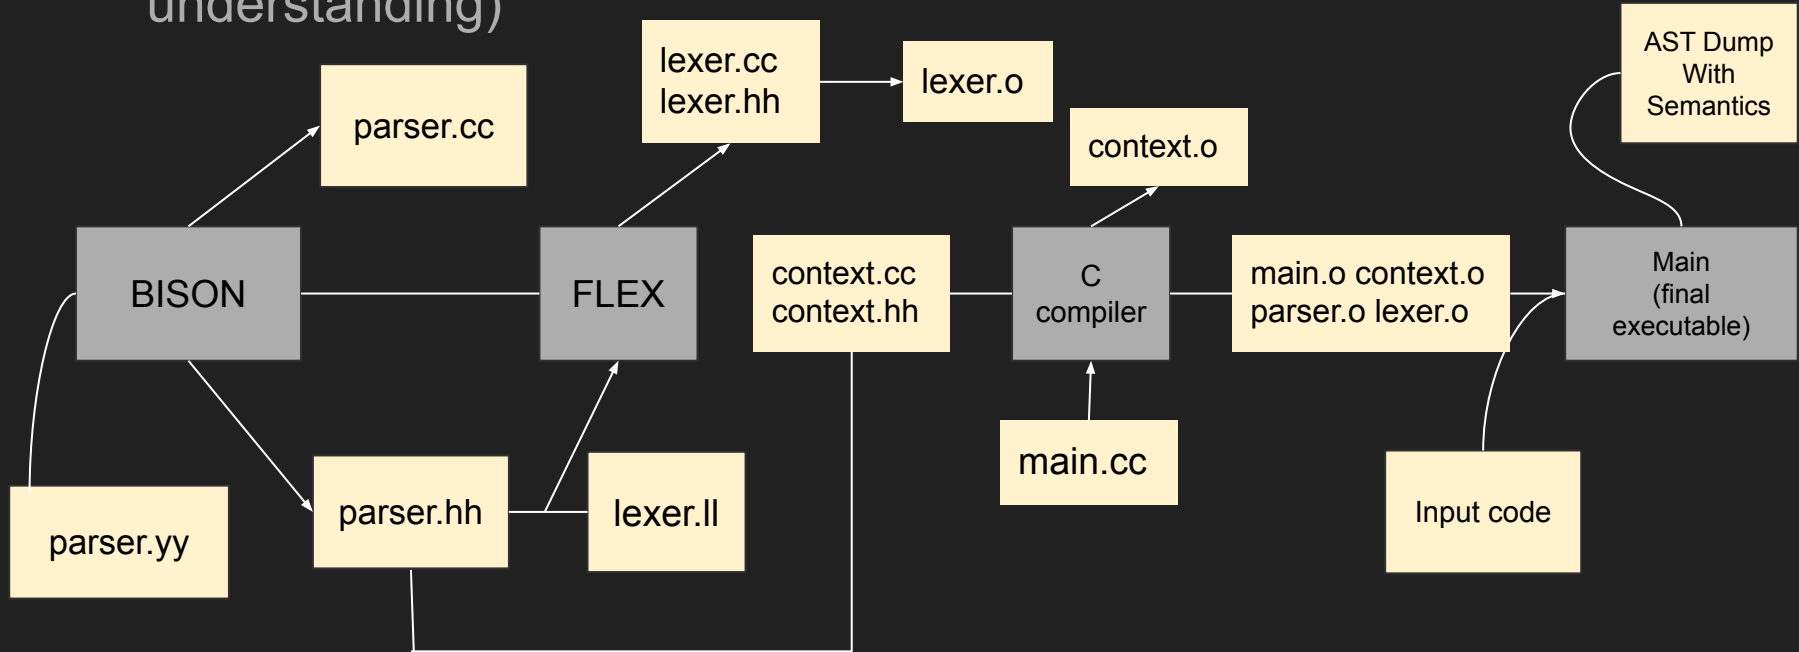 understanding)
parser.cc
lexer.cc
lexer.hh
lexer.o
context.o
AST Dump
With
Semantics
BISON
FLEX
context.cc
context.hh
C
compiler
main.o context.o
parser.o lexer.o
Main
(final
executable)
parser.yy
parser.hh
lexer.ll
main.cc
Input code